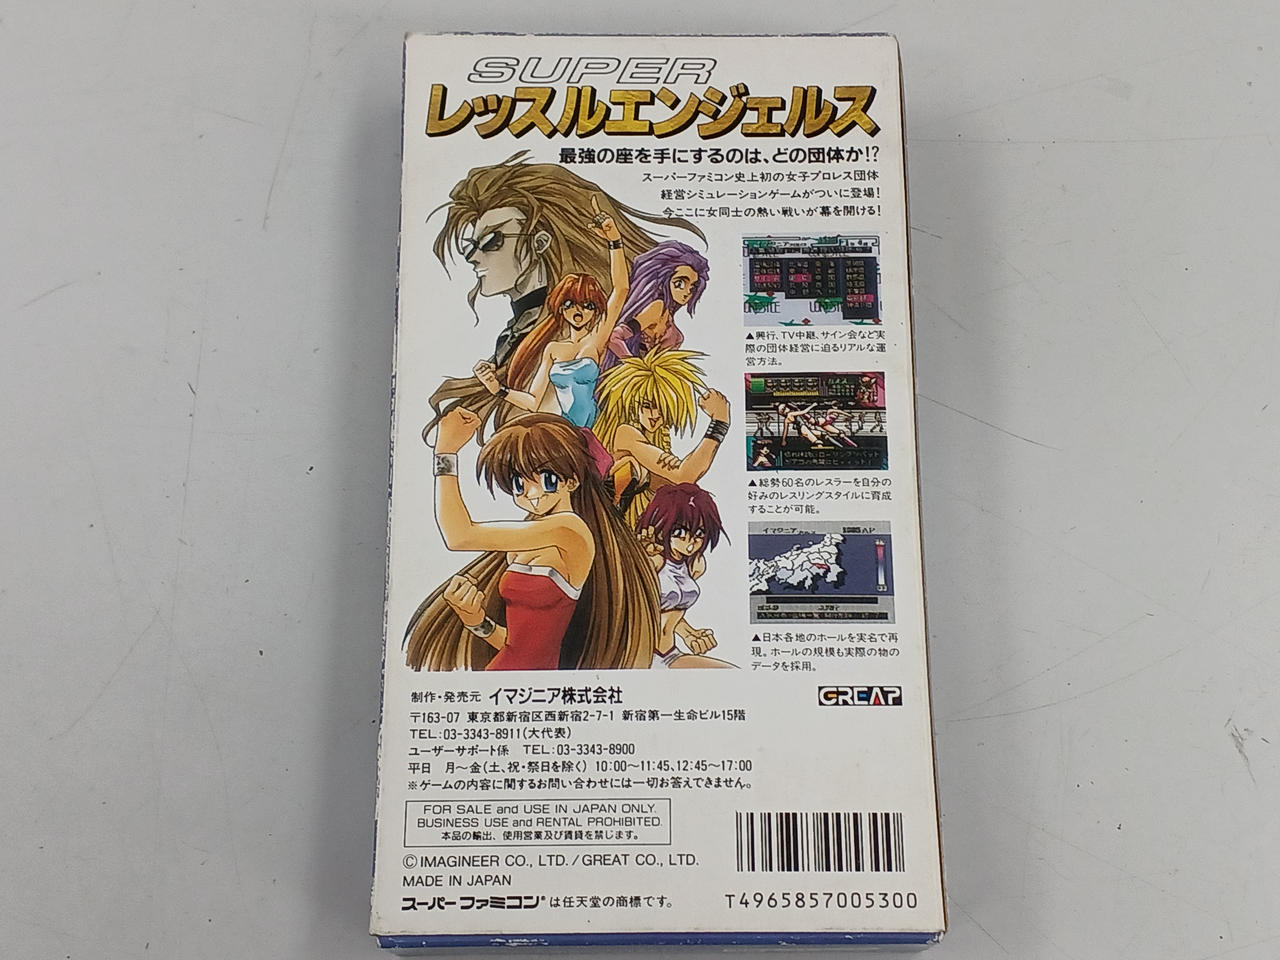 SUPER
レッスルエンジェルス
最強の座を手にするのは、どの団体か!?
スーパーファミコン史上初の女子プロレス団体
経営シミュレーションゲームがついに登場!
今ここに女同士の熱い戦いが幕を開ける!
▲興行、TV中継、サイン会など実
際の団体経営に迫るリアルな運
営方法。
▲総勢60名のレスラーを自分の
好みのレスリングスタイルに育成
することが可能。
イマジニア
▲日本各地のホールを実名で再
現。ホールの規模も実際の物の
データを採用。
制作・発売元 イマジニア株式会社
GREAT
〒163-07 東京都新宿区西新宿2-7-1 新宿第一生命ビル15階
TEL:03-3343-8911(大代表)
ユーザーサポート係 TEL:03-3343-8900
平日 月～金(土、祝・祭日を除く) 10:00～11:45、12:45～17:00
※ゲームの内容に関するお問い合わせには一切お答えできません。
FOR SALE and USE IN JAPAN ONLY.
BUSINESS USE and RENTAL PROHIBITED.
本品の輸出、使用営業及び賃貸を禁じます。
©IMAGINEER CO., LTD./GREAT CO., LTD.
MADE IN JAPAN
スーパーファミコン®は任天堂の商標です。
T4965857005300